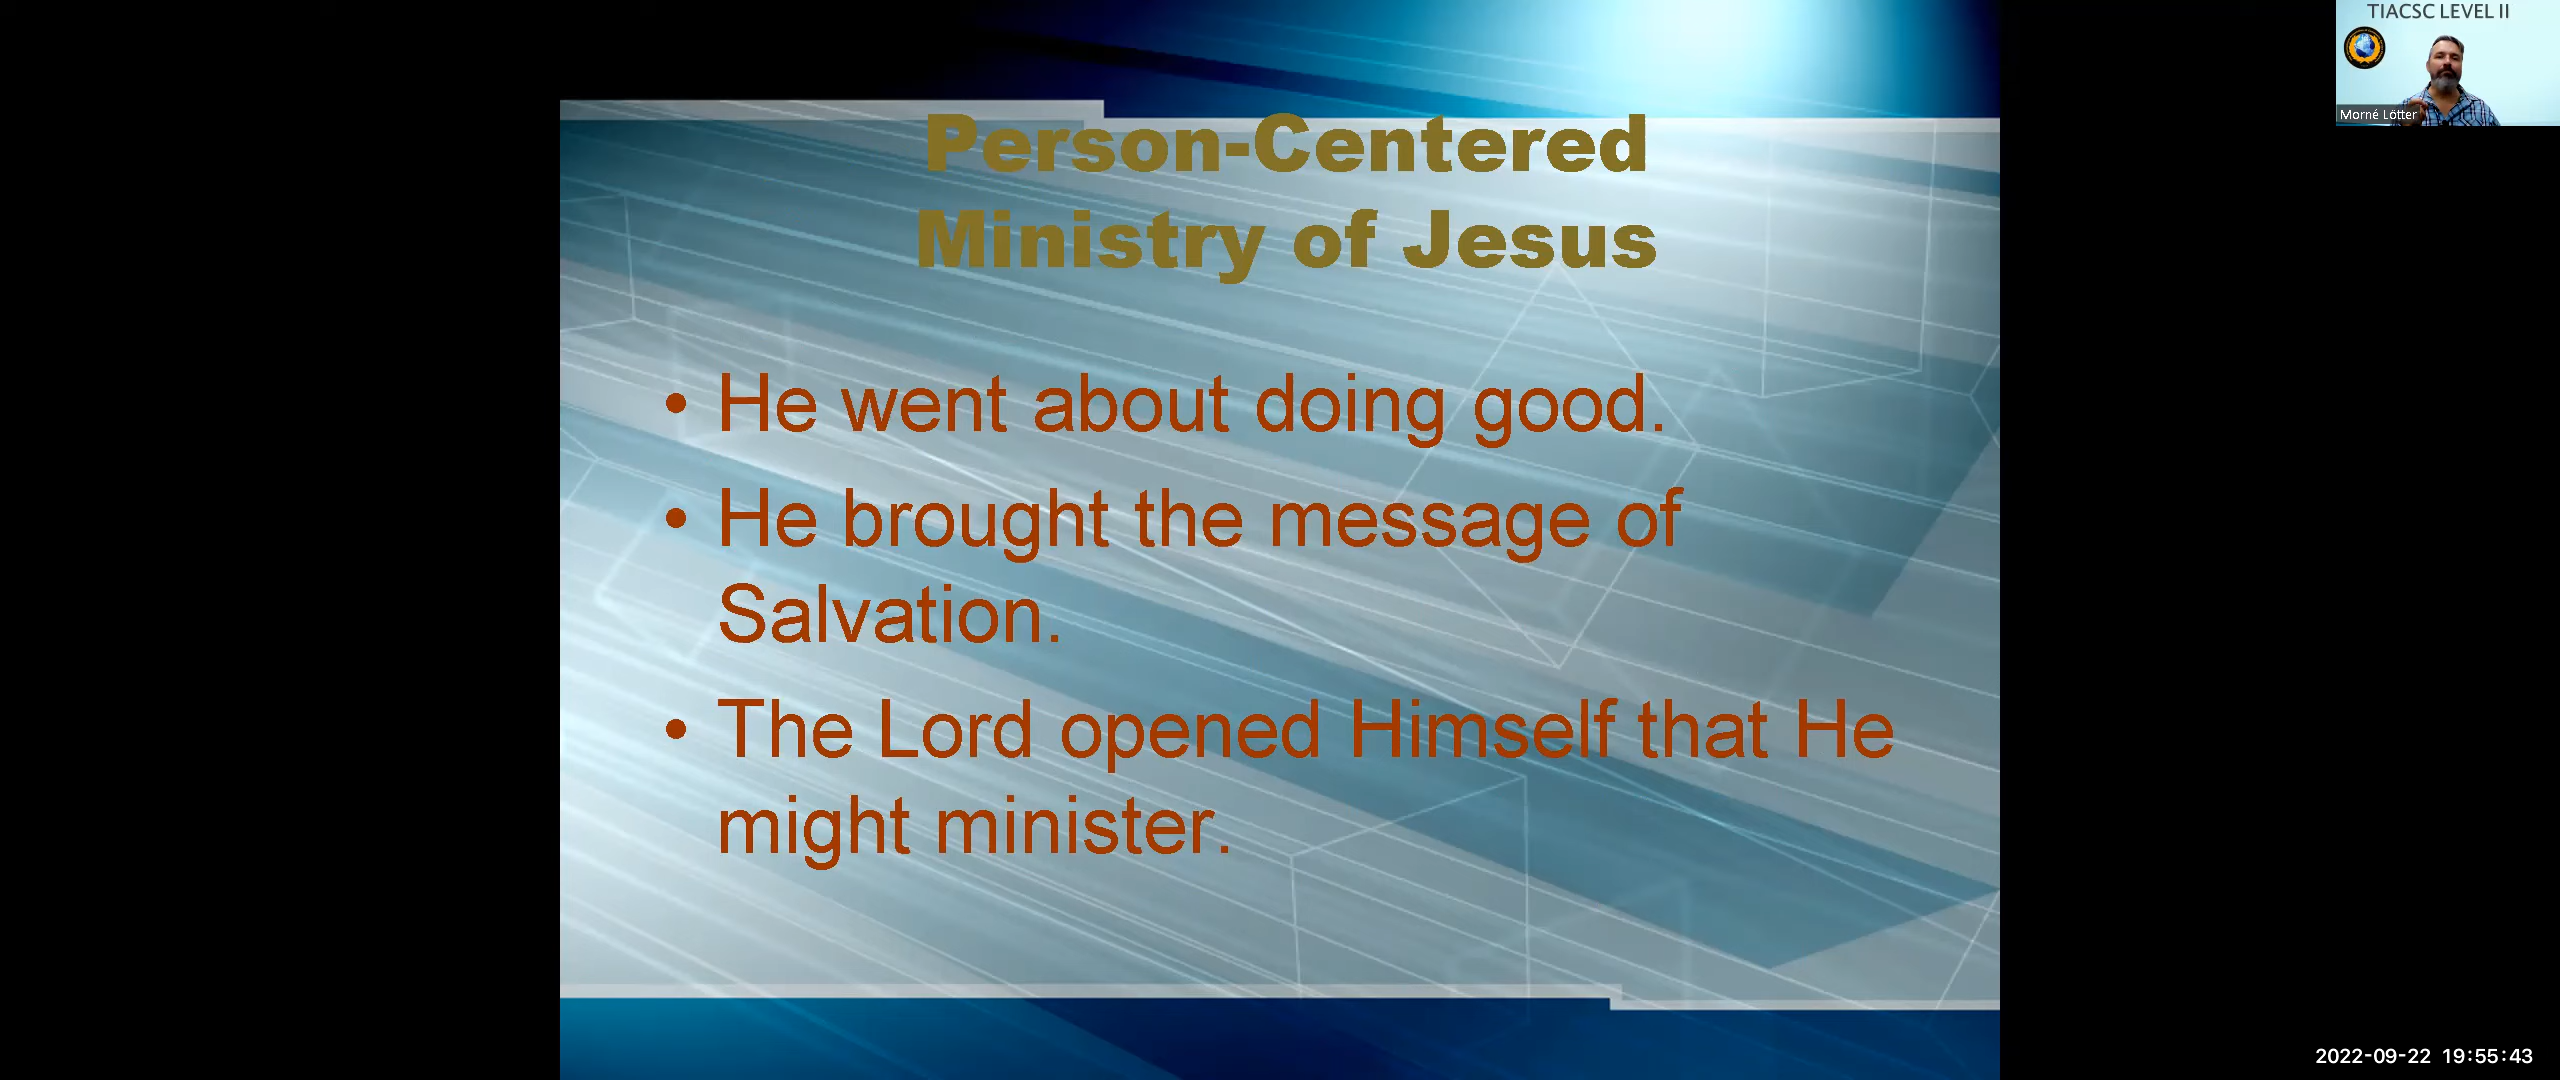 TIACSC LEVEL II
Morné Lötter
Person-Centered
Ministry of Jesus
• He went about doing good.
• He brought the message of
Salvation.
• The Lord opened Himself that He
might minister.
2022-09-22 19:55:43